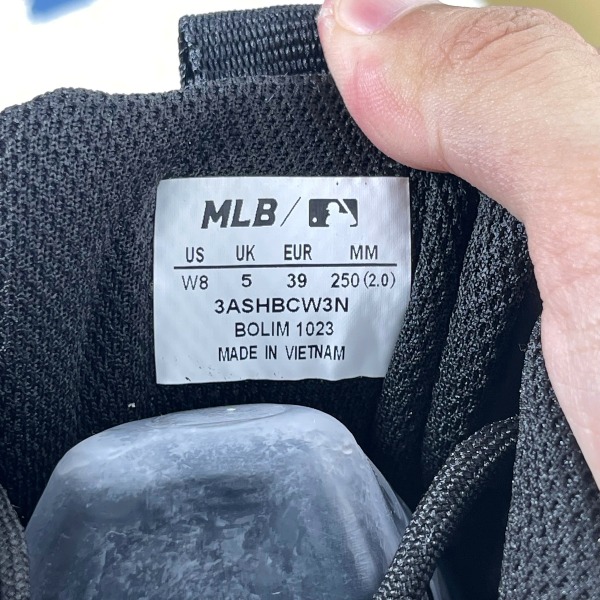 MLB /
US UK EUR MM
W8 5 39 250(2.0)
3ASHBCW3N
BOLIM 1023
MADE IN VIETNAM